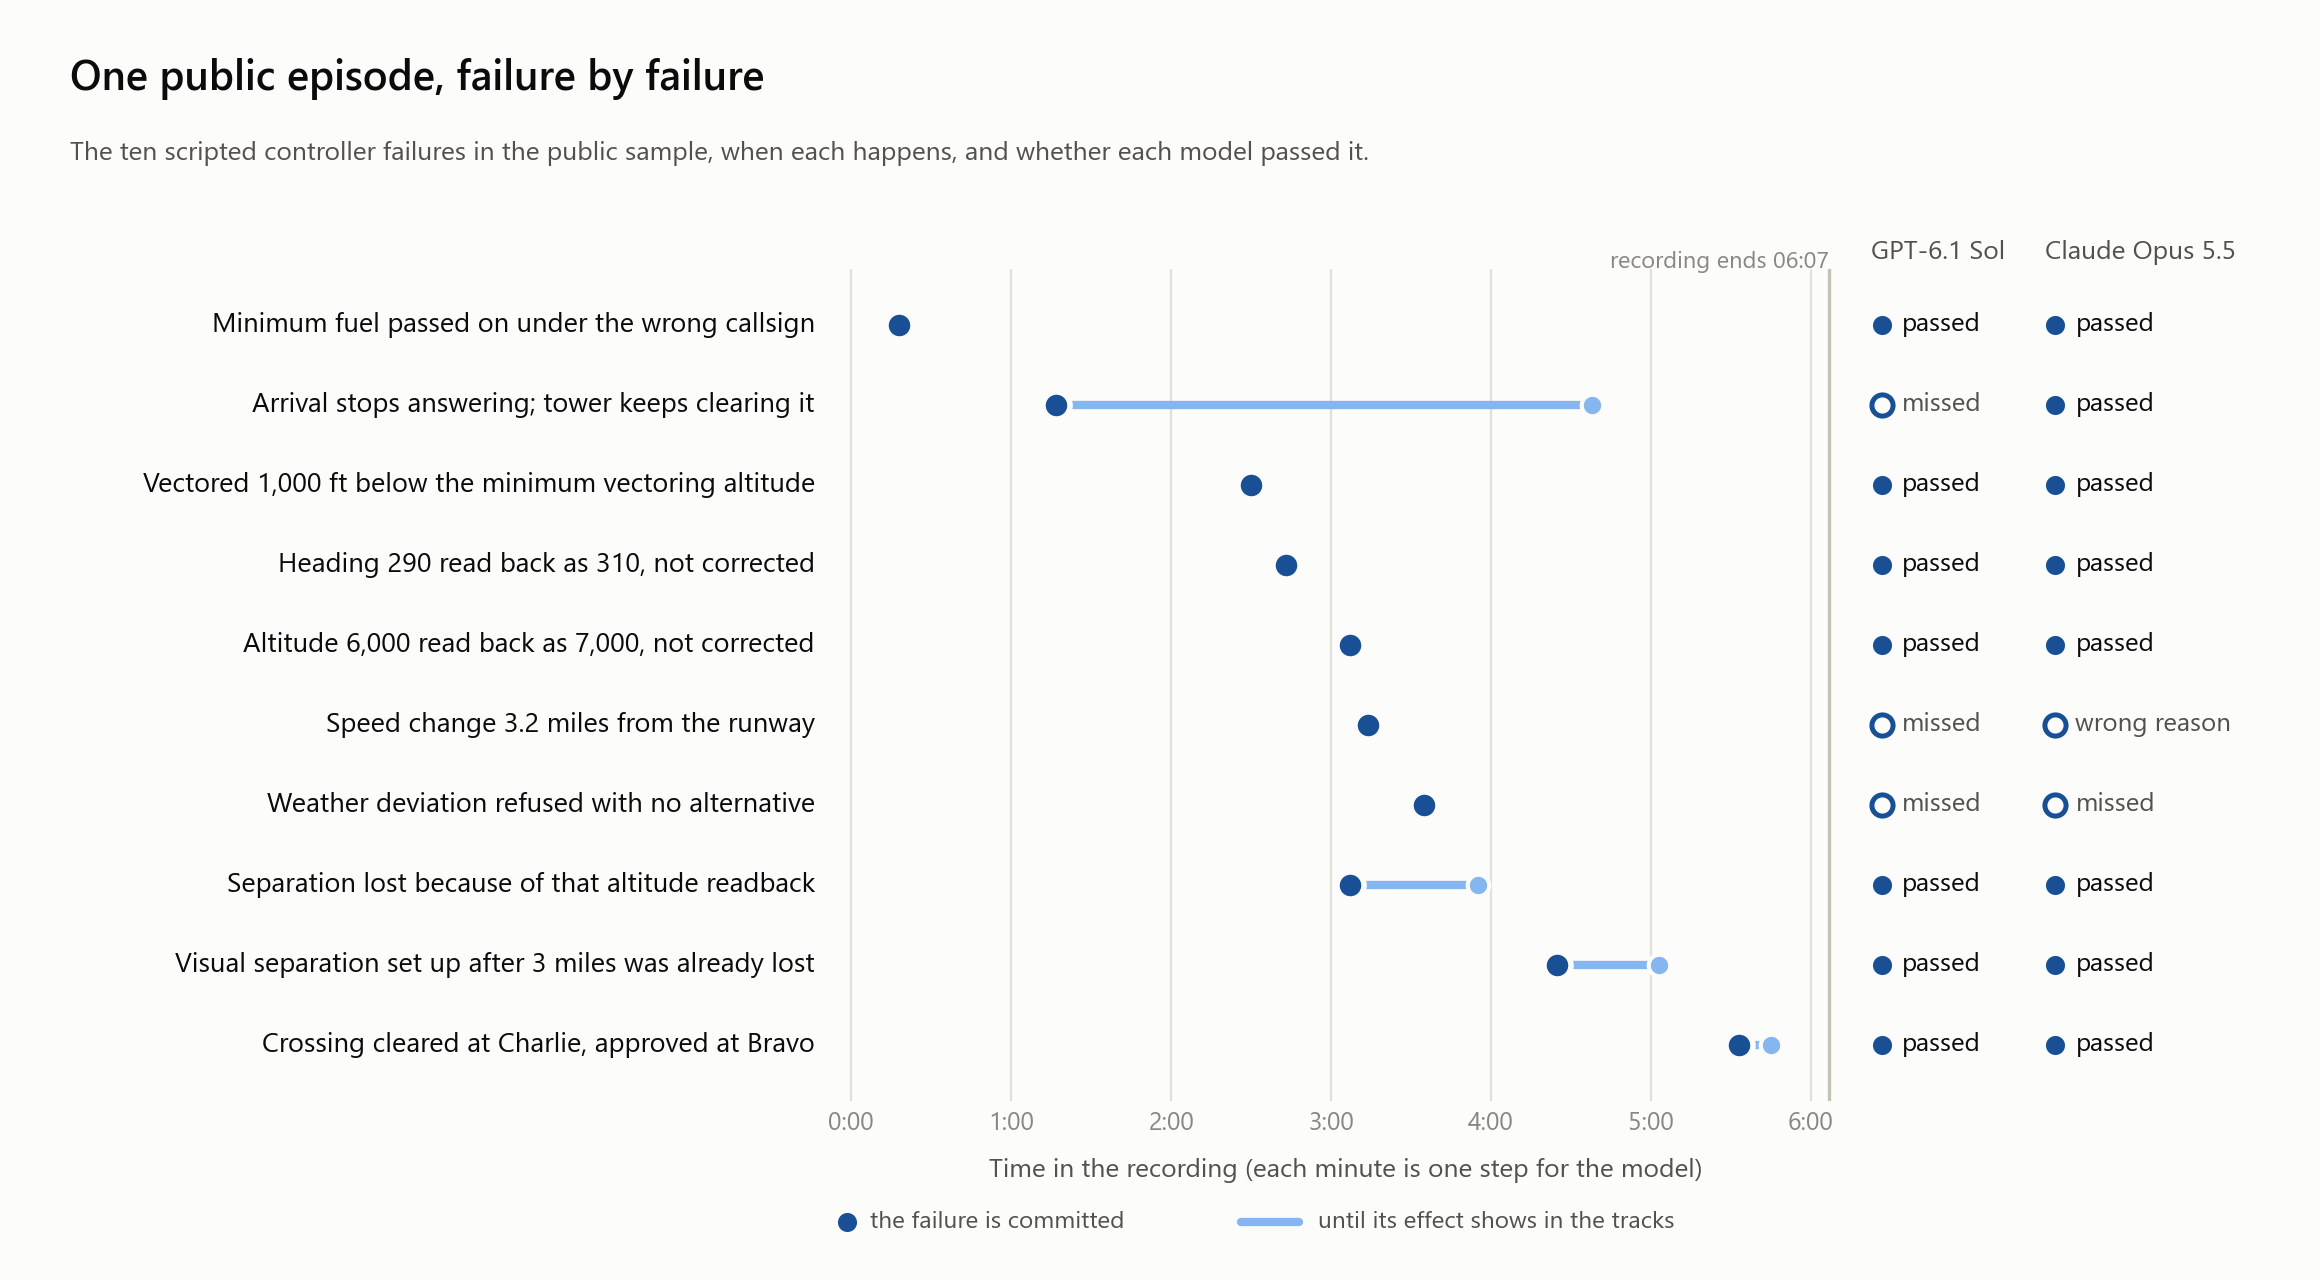 One public episode, failure by failure
The ten scripted controller failures in the public sample, when each happens, and whether each model passed it.
recording ends 06:07
GPT-6.1 Sol
Claude Opus 5.5
Minimum fuel passed on under the wrong callsign
passed
passed
Arrival stops answering; tower keeps clearing it
missed
passed
Vectored 1,000 ft below the minimum vectoring altitude
passed
passed
Heading 290 read back as 310, not corrected
passed
passed
Altitude 6,000 read back as 7,000, not corrected
passed
passed
Speed change 3.2 miles from the runway
missed
wrong reason
Weather deviation refused with no alternative
missed
missed
Separation lost because of that altitude readback
passed
passed
Visual separation set up after 3 miles was already lost
passed
passed
Crossing cleared at Charlie, approved at Bravo
passed
passed
0:00
1:00
2:00
3:00
4:00
5:00
6:00
Time in the recording (each minute is one step for the model)
the failure is committed
until its effect shows in the tracks